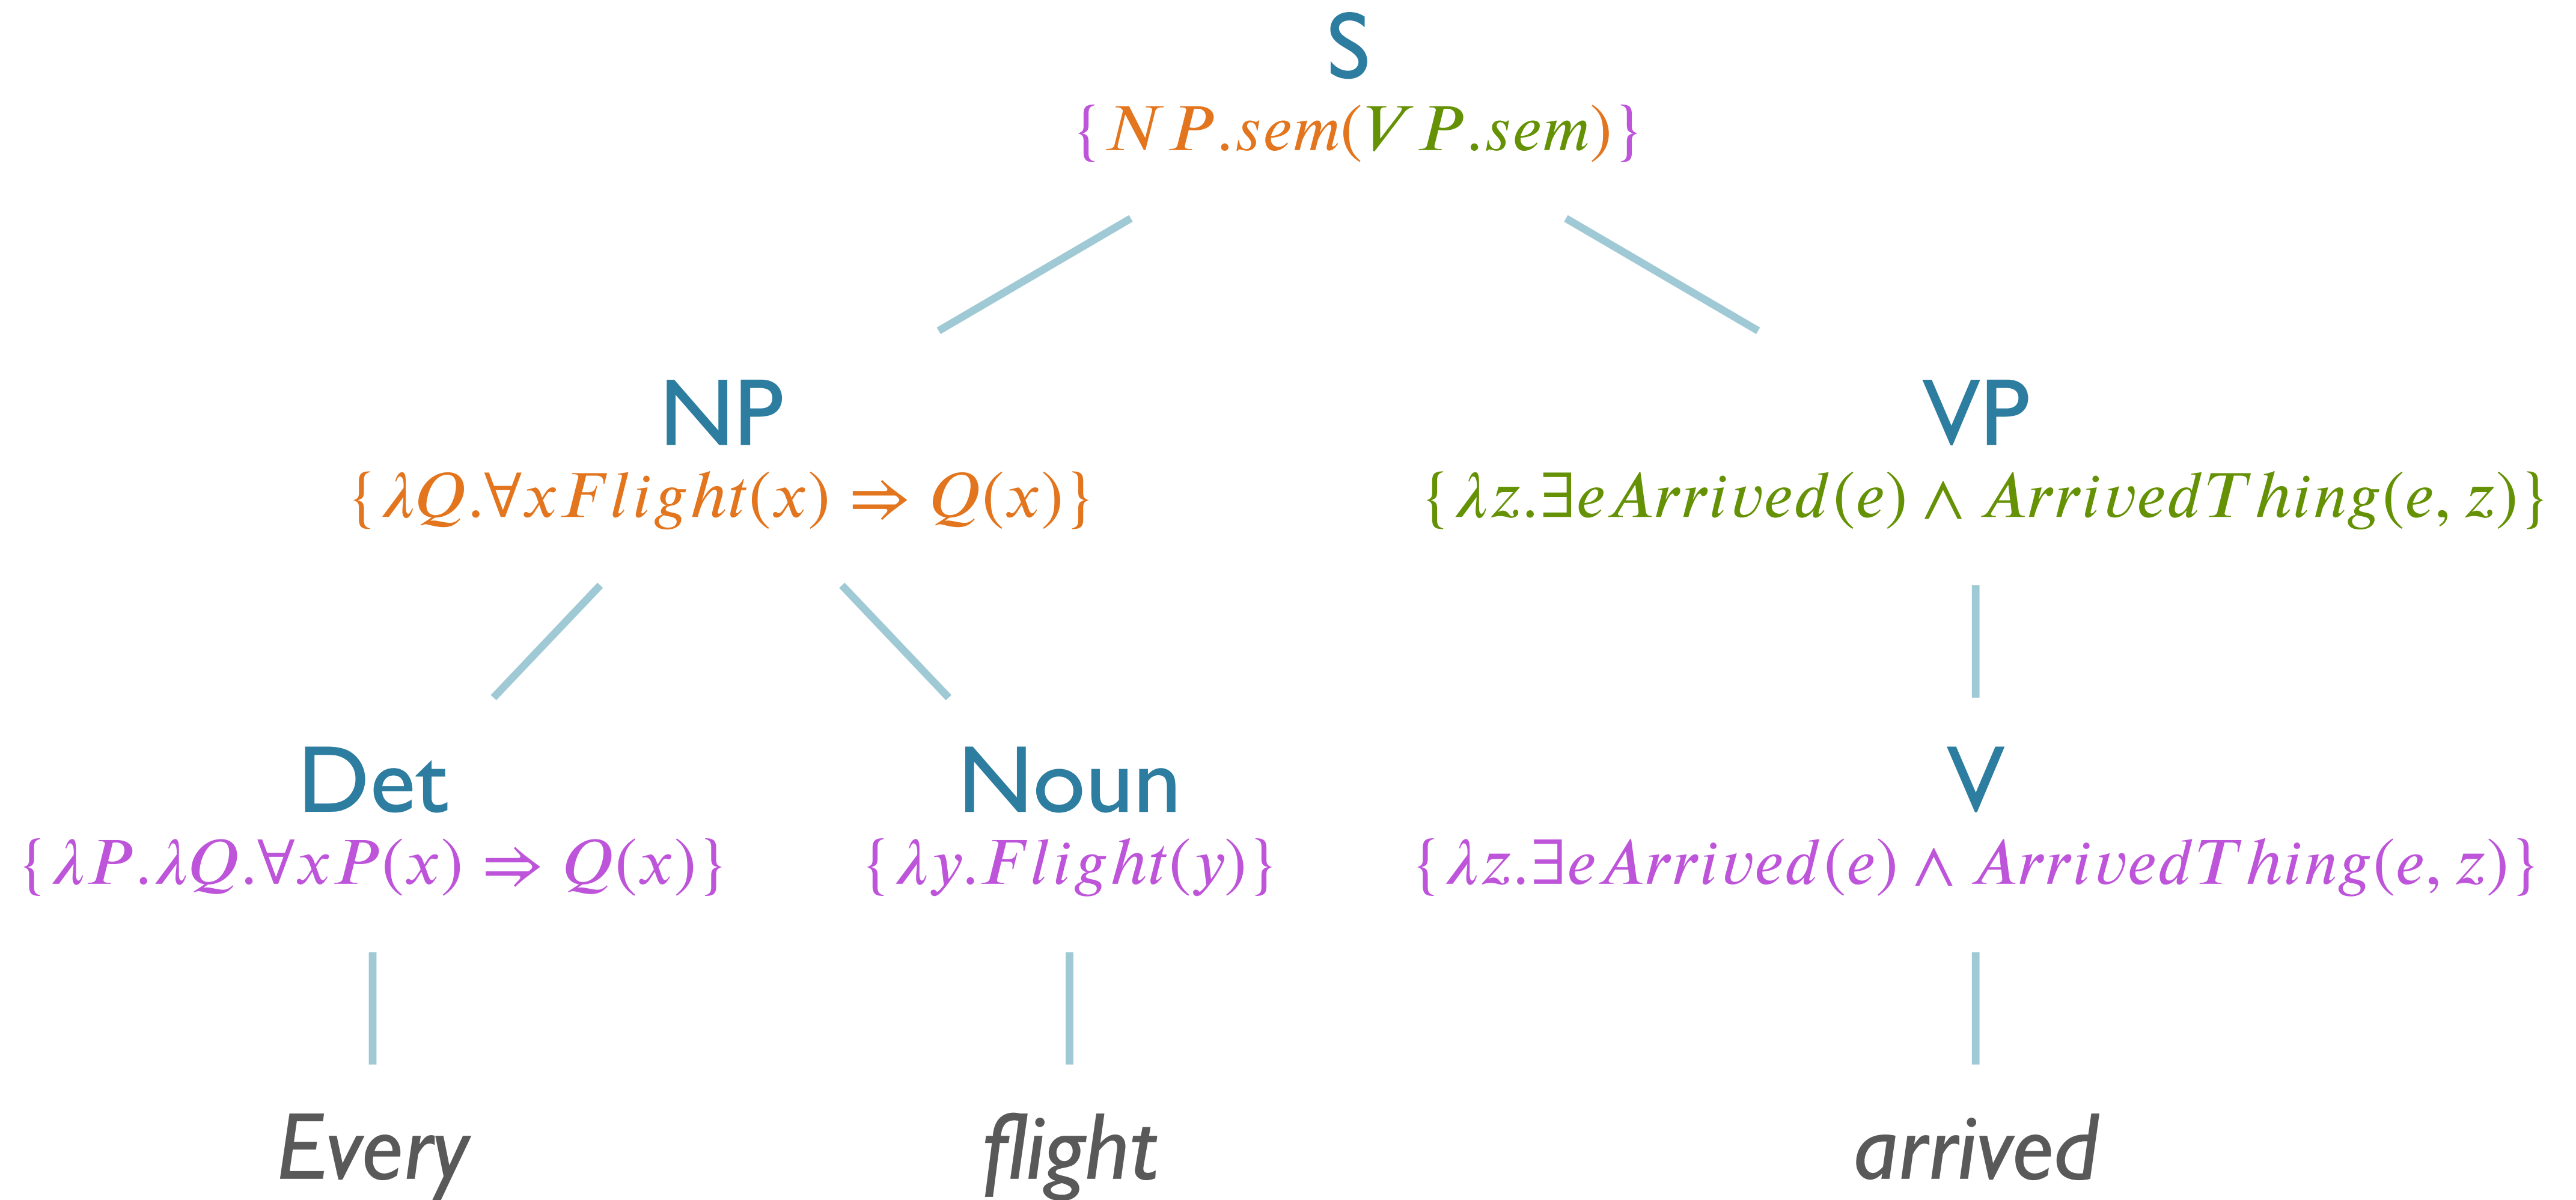 S
{NP.sem(VP.sem)}
NP
VP
{λQ.∀xFlight(x) ⇒ Q(x)}
{λz.∃eArrived(e) ∧ ArrivedThing(e, z)}
Det
Noun
V
{λP.λQ.∀xP(x) ⇒ Q(x)}
{λy.Flight(y)}
{λz.∃eArrived(e) ∧ ArrivedThing(e, z)}
Every
flight
arrived